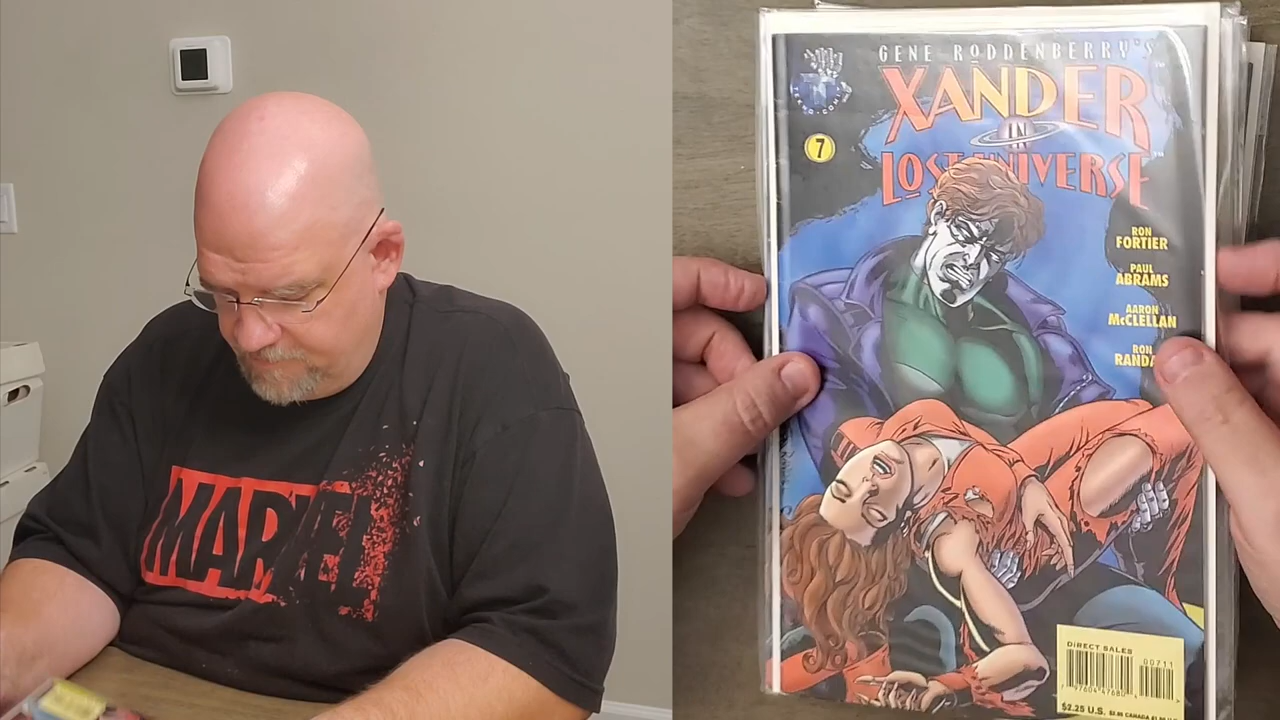 MARVEL
GENE RODDENBERRY'S
XANDER
IN
LOST UNIVERSE
7
RON
FORTIER
PAUL
ABRAMS
AARON
McCLELLAN
RON
DIRECT SALES
00711
$2.25 U.S.